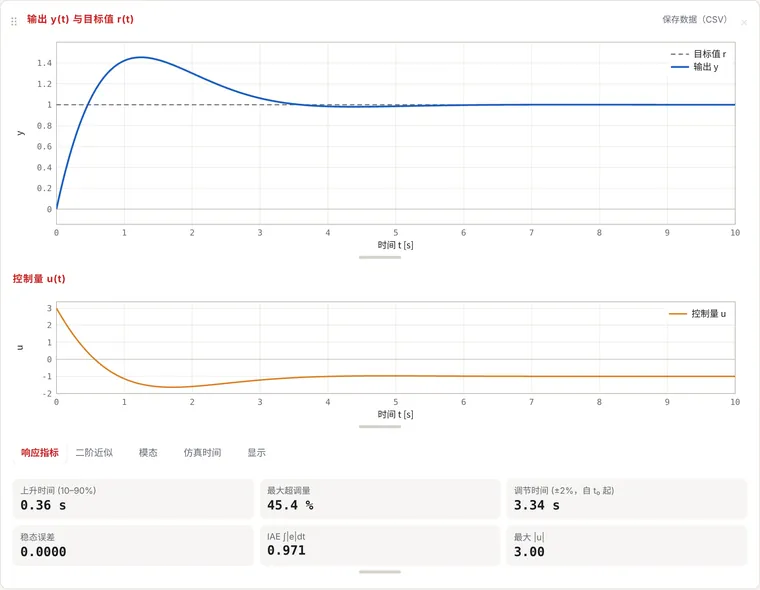 输出 y(t) 与目标值 r(t)
保存数据（CSV）
×
目标值 r
输出 y
1.4
1.2
1
0.8
0.6
0.4
0.2
0
y
0 1 2 3 4 5 6 7 8 9 10
时间 t [s]
控制量 u(t)
控制量 u
3
2
1
0
-1
-2
u
0 1 2 3 4 5 6 7 8 9 10
时间 t [s]
响应指标 二阶近似 模态 仿真时间 显示
上升时间 (10–90%)
0.36 s
最大超调量
45.4 %
调节时间 (±2%，自 t₀ 起)
3.34 s
稳态误差
0.0000
IAE ∫|e|dt
0.971
最大 |u|
3.00